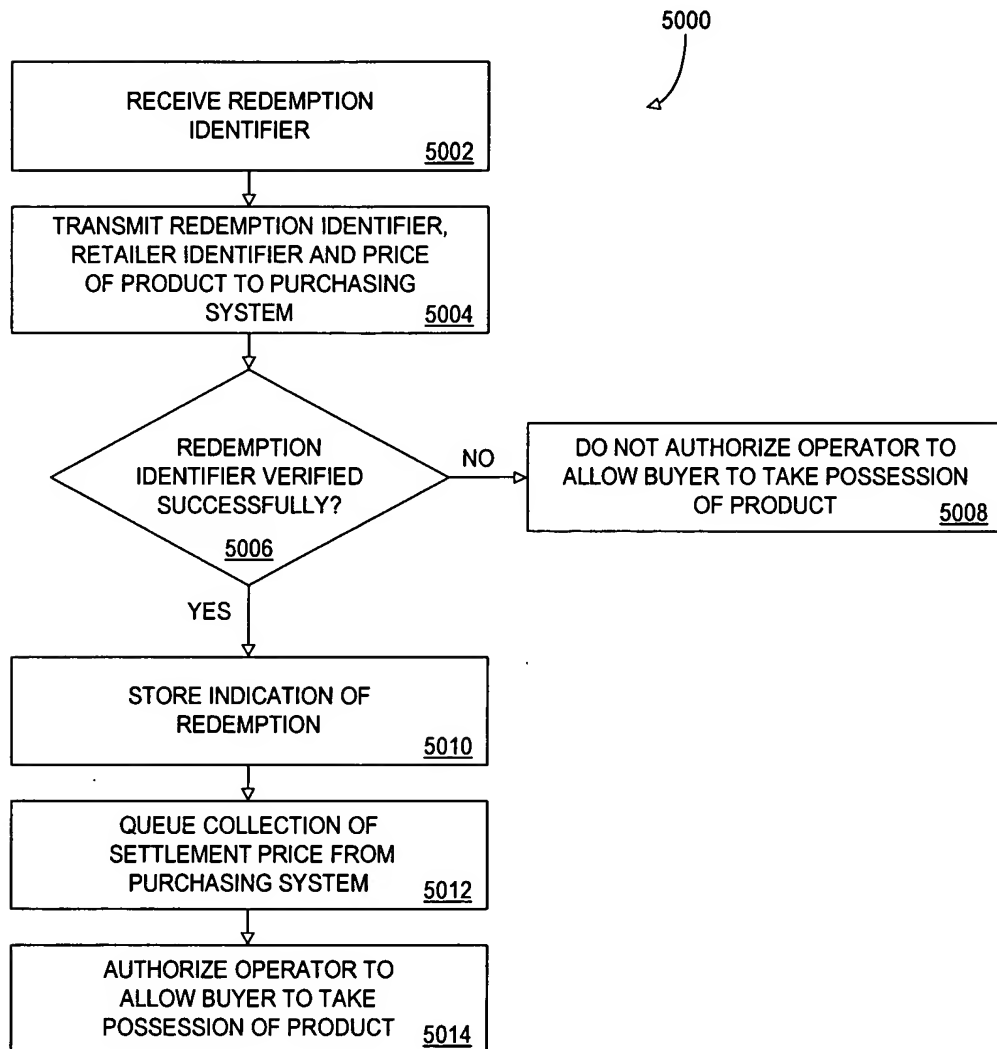 5000
RECEIVE REDEMPTION
IDENTIFIER
5002
TRANSMIT REDEMPTION IDENTIFIER,
RETAILER IDENTIFIER AND PRICE
OF PRODUCT TO PURCHASING
SYSTEM
5004
REDEMPTION
IDENTIFIER VERIFIED
SUCCESSFULLY?
5006
NO
DO NOT AUTHORIZE OPERATOR TO
ALLOW BUYER TO TAKE POSSESSION
OF PRODUCT
5008
YES
STORE INDICATION OF
REDEMPTION
5010
QUEUE COLLECTION OF
SETTLEMENT PRICE FROM
PURCHASING SYSTEM
5012
AUTHORIZE OPERATOR TO
ALLOW BUYER TO TAKE
POSSESSION OF PRODUCT
5014